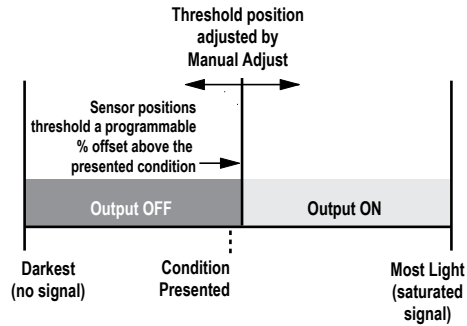 Threshold position
adjusted by
Manual Adjust
Sensor positions
threshold a programmable
% offset above the
presented condition
Output OFF
Output ON
Darkest
(no signal)
Condition
Presented
Most Light
(saturated
signal)